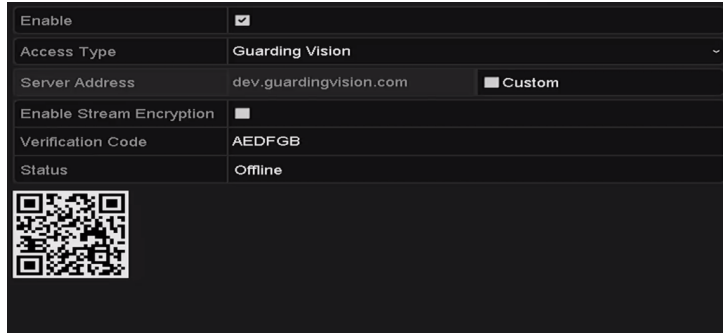 Enable
Access Type Guarding Vision
Server Address dev.guardingvision.com Custom
Enable Stream Encryption
Verification Code AEDFGB
Status Offline